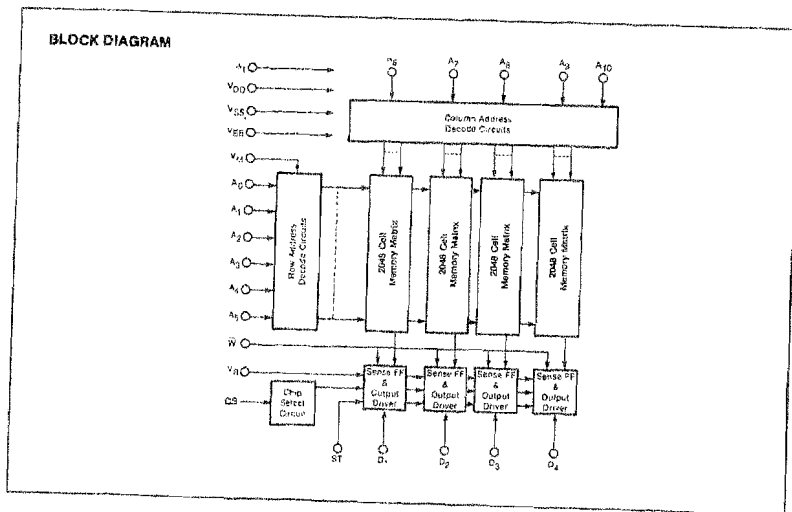 BLOCK DIAGRAM
A7
A8
A9
A10
VDD
VSS
VM
Column Address
Decode Circuits
A0
A1
A2
A3
A4
A5
Row Address
Decode Circuits
2048 Cell
Memory Matrix
2048 Cell
Memory Matrix
2048 Cell
Memory Matrix
2048 Cell
Memory Matrix
W̅
VR
CS
Chip
Select
Circuit
Sense FF
&
Output
Driver
Sense FF
&
Output
Driver
Sense FF
&
Output
Driver
Sense FF
&
Output
Driver
ST
D1
D2
D3
D4